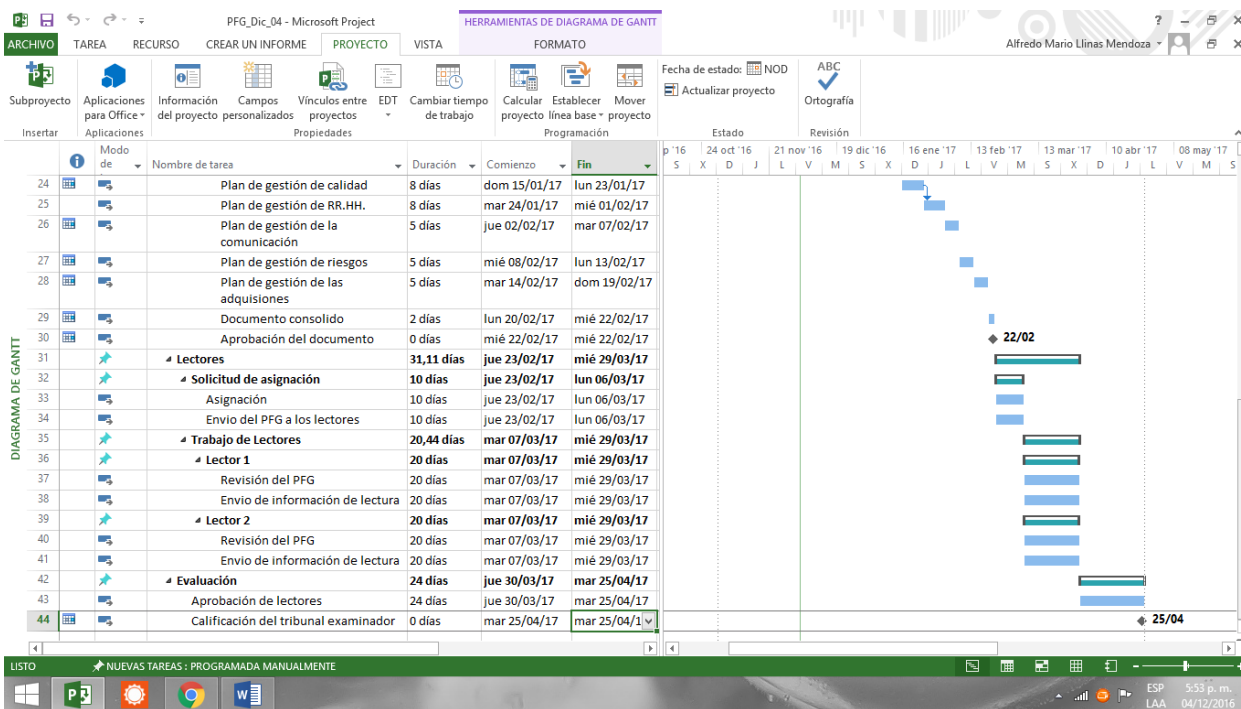 PFG_Dic_04 - Microsoft Project
HERRAMIENTAS DE DIAGRAMA DE GANTT
?
ARCHIVO TAREA RECURSO CREAR UN INFORME PROYECTO VISTA FORMATO
Alfredo Mario Llinas Mendoza
Subproyecto
Aplicaciones para Office
Información del proyecto
Campos personalizados
Vínculos entre proyectos
EDT
Cambiar tiempo de trabajo
Calcular proyecto
Establecer línea base
Mover proyecto
Fecha de estado: NOD
Actualizar proyecto
ABC
Ortografía
Insertar Aplicaciones Propiedades Programación Estado Revisión
Modo de Nombre de tarea Duración Comienzo Fin
p '16 24 oct '16 21 nov '16 19 dic '16 16 ene '17 13 feb '17 13 mar '17 10 abr '17 08 may '17
S X D J L V M S X D J L V M S X D J L V M S
24 Plan de gestión de calidad 8 días dom 15/01/17 lun 23/01/17
25 Plan de gestión de RR.HH. 8 días mar 24/01/17 mié 01/02/17
26 Plan de gestión de la comunicación 5 días jue 02/02/17 mar 07/02/17
27 Plan de gestión de riesgos 5 días mié 08/02/17 lun 13/02/17
28 Plan de gestión de las adquisiones 5 días mar 14/02/17 dom 19/02/17
29 Documento consolido 2 días lun 20/02/17 mié 22/02/17
30 Aprobación del documento 0 días mié 22/02/17 mié 22/02/17 22/02
31 Lectores 31,11 días jue 23/02/17 mié 29/03/17
32 Solicitud de asignación 10 días jue 23/02/17 lun 06/03/17
33 Asignación 10 días jue 23/02/17 lun 06/03/17
34 Envio del PFG a los lectores 10 días jue 23/02/17 lun 06/03/17
35 Trabajo de Lectores 20,44 días mar 07/03/17 mié 29/03/17
36 Lector 1 20 días mar 07/03/17 mié 29/03/17
37 Revisión del PFG 20 días mar 07/03/17 mié 29/03/17
38 Envio de información de lectura 20 días mar 07/03/17 mié 29/03/17
39 Lector 2 20 días mar 07/03/17 mié 29/03/17
40 Revisión del PFG 20 días mar 07/03/17 mié 29/03/17
41 Envio de información de lectura 20 días mar 07/03/17 mié 29/03/17
42 Evaluación 24 días jue 30/03/17 mar 25/04/17
43 Aprobación de lectores 24 días jue 30/03/17 mar 25/04/17
44 Calificación del tribunal examinador 0 días mar 25/04/17 mar 25/04/1 25/04
DIAGRAMA DE GANTT
LISTO NUEVAS TAREAS : PROGRAMADA MANUALMENTE
ESP 5:53 p. m.
LAA 04/12/2016